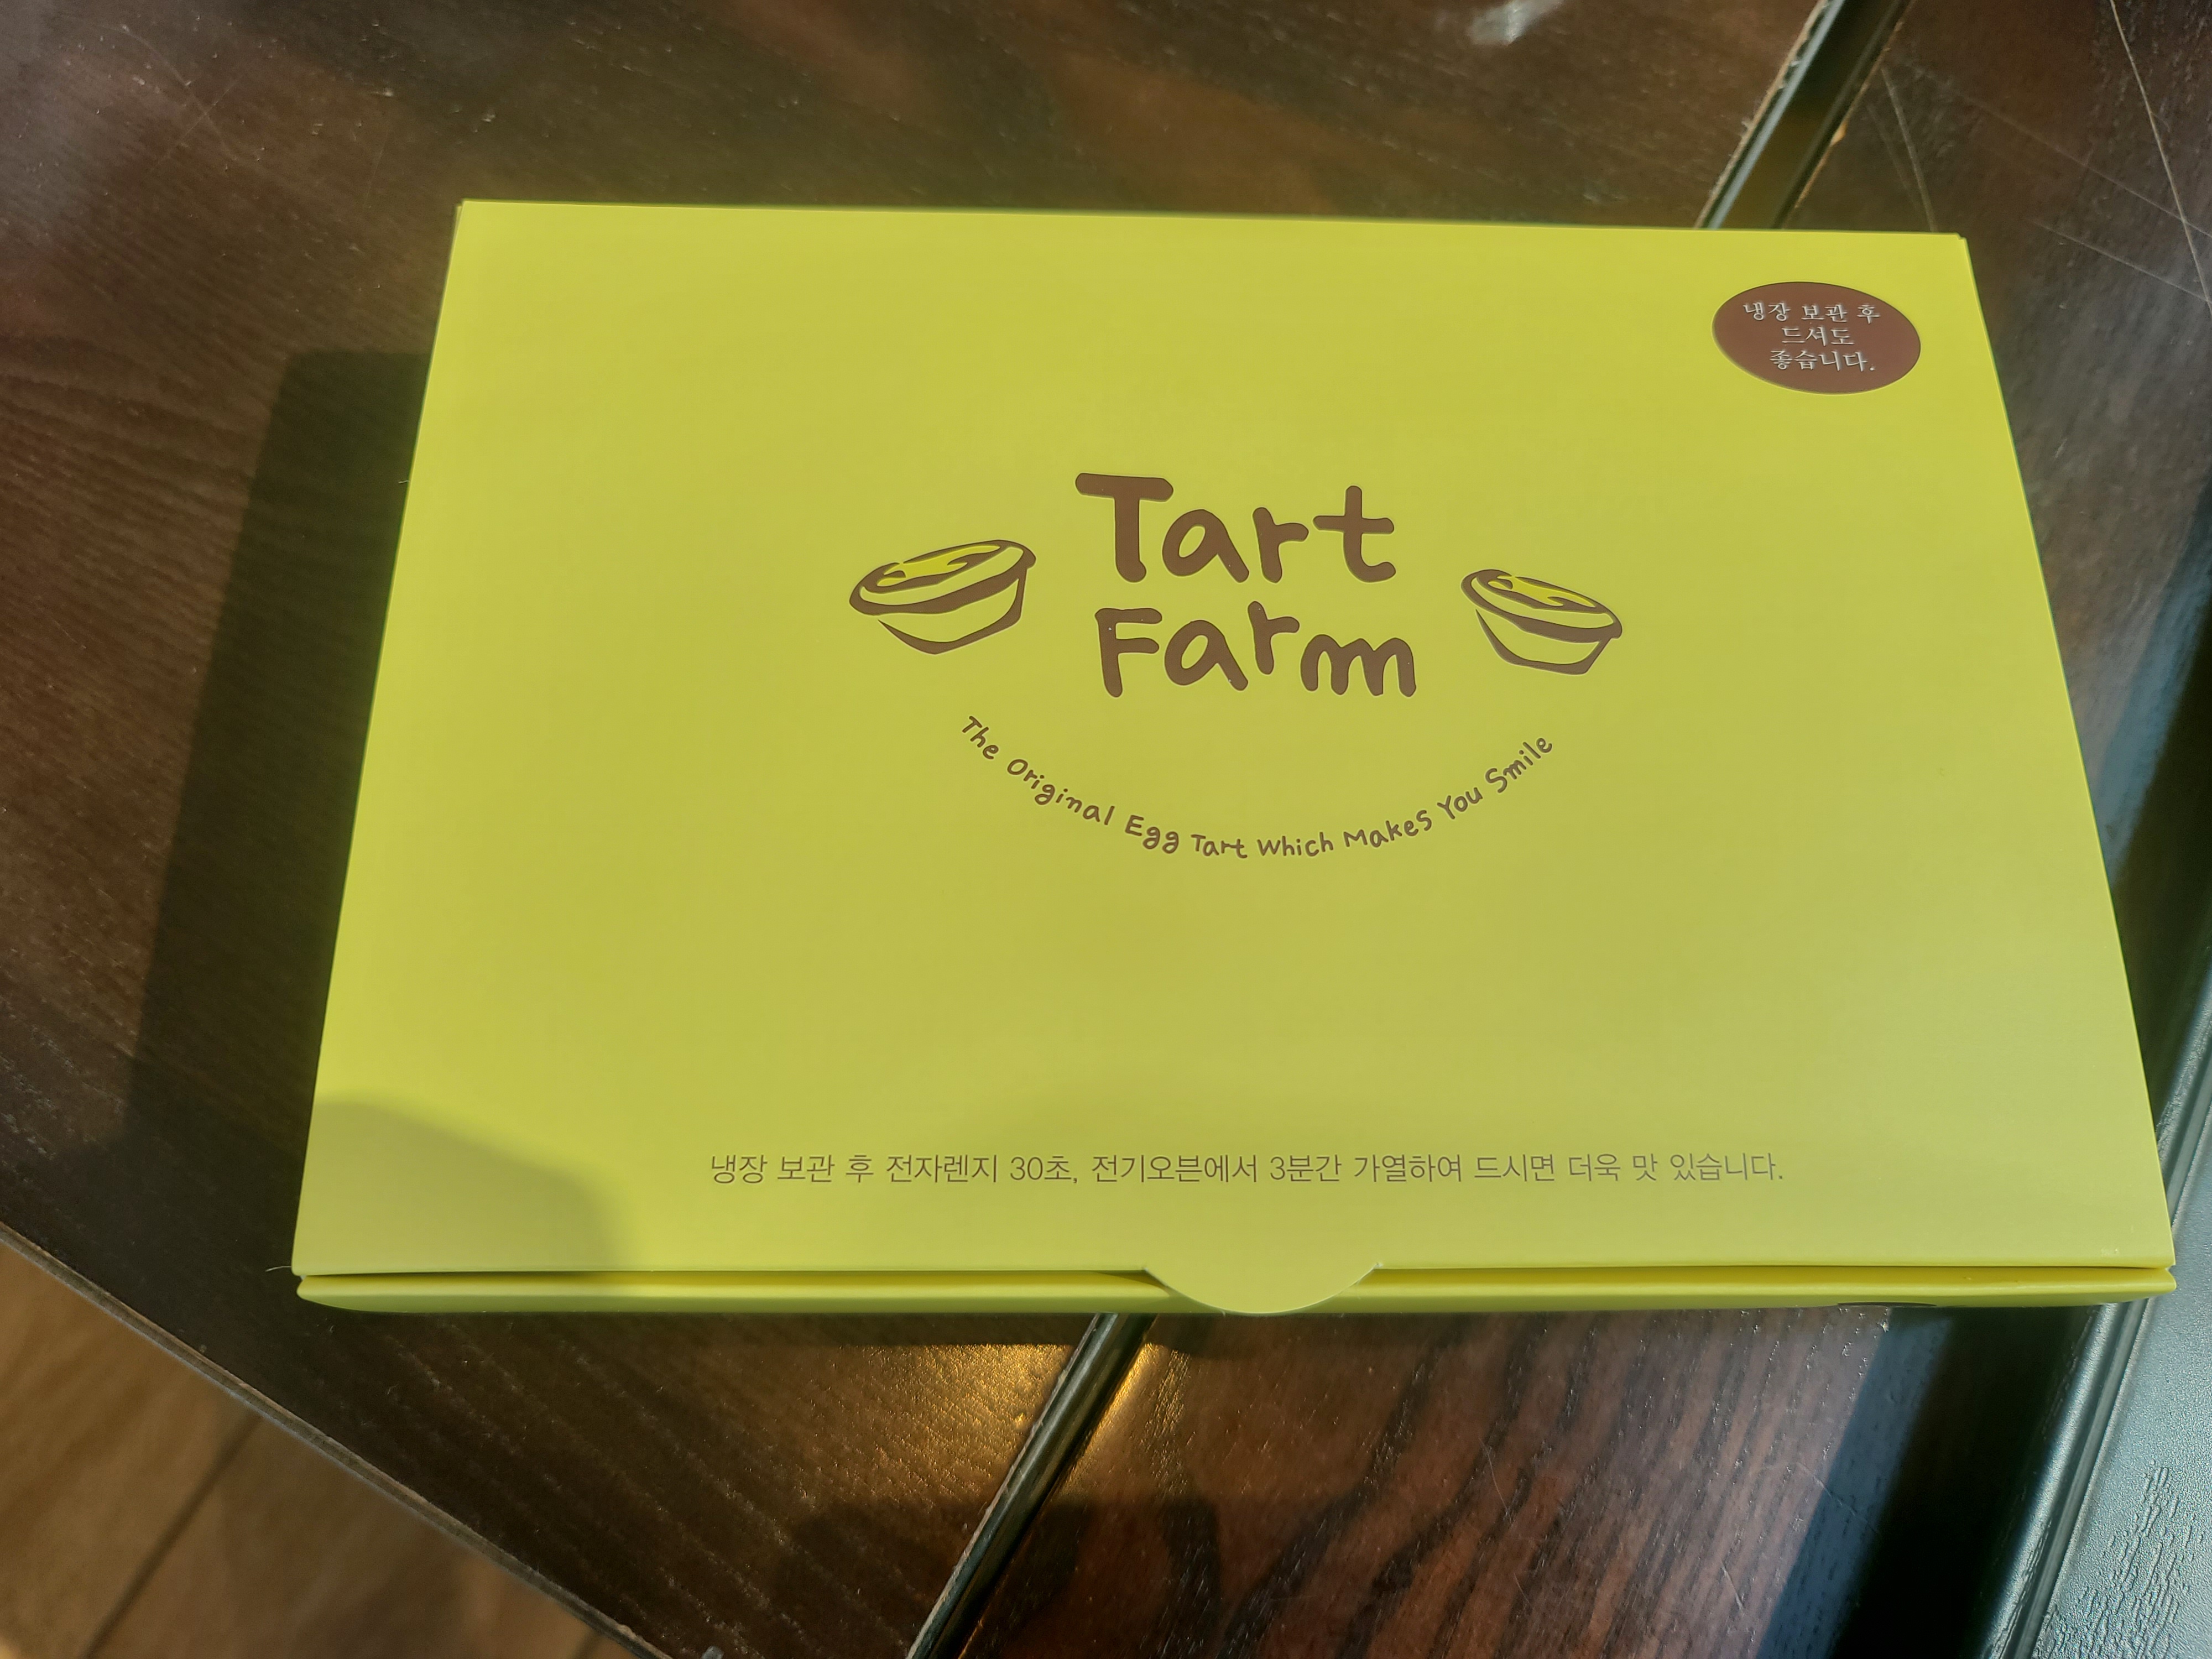 냉장 보관 후
드셔도
좋습니다.
Tart
Farm
The Original Egg Tart Which Makes You Smile
냉장 보관 후 전자렌지 30초, 전기오븐에서 3분간 가열하여 드시면 더욱 맛 있습니다.